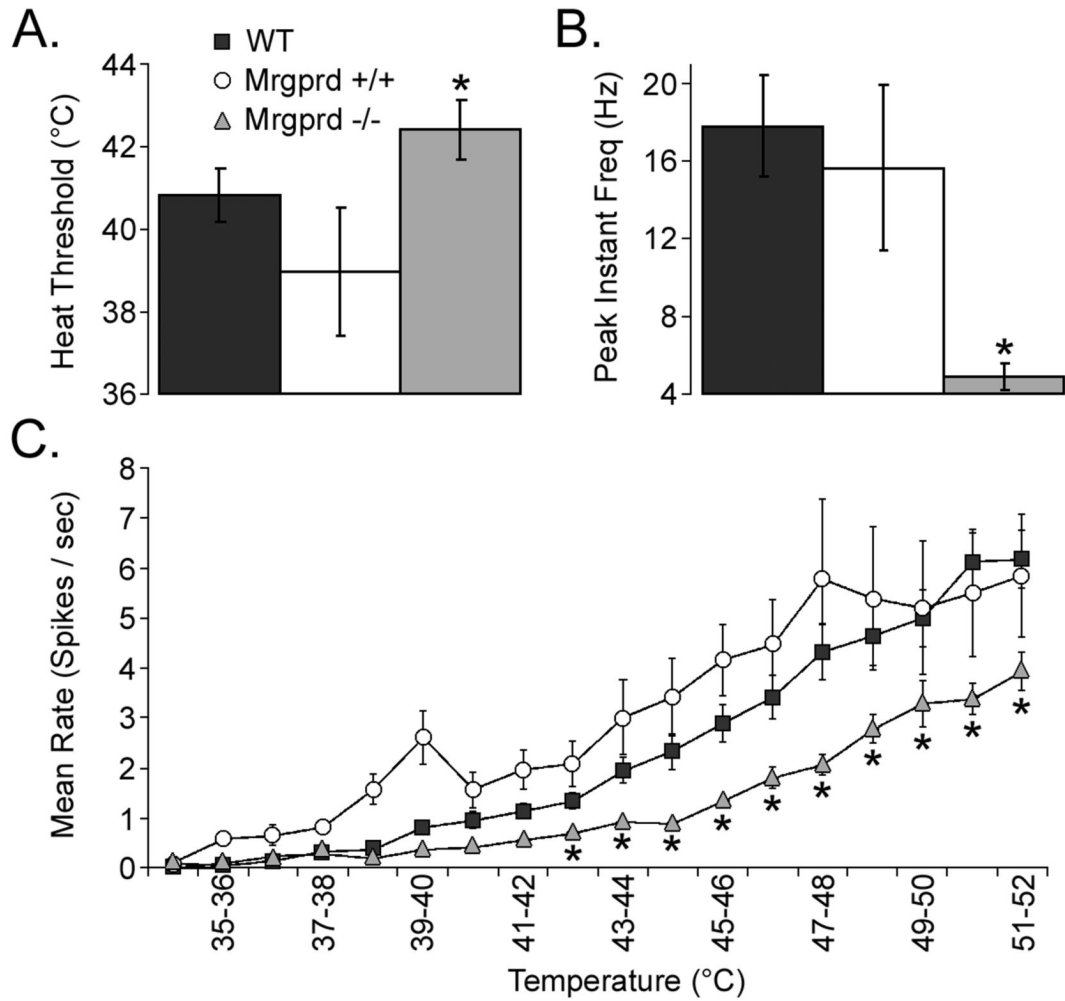 A.
WT
Mrgprd +/+
Mrgprd -/-
Heat Threshold (°C)
44
42
40
38
36
*
B.
Peak Instant Freq (Hz)
20
16
12
8
4
*
C.
Mean Rate (Spikes / sec)
8
7
6
5
4
3
2
1
0
* * * * * * * * * *
35-36
37-38
39-40
41-42
43-44
45-46
47-48
49-50
51-52
Temperature (°C)